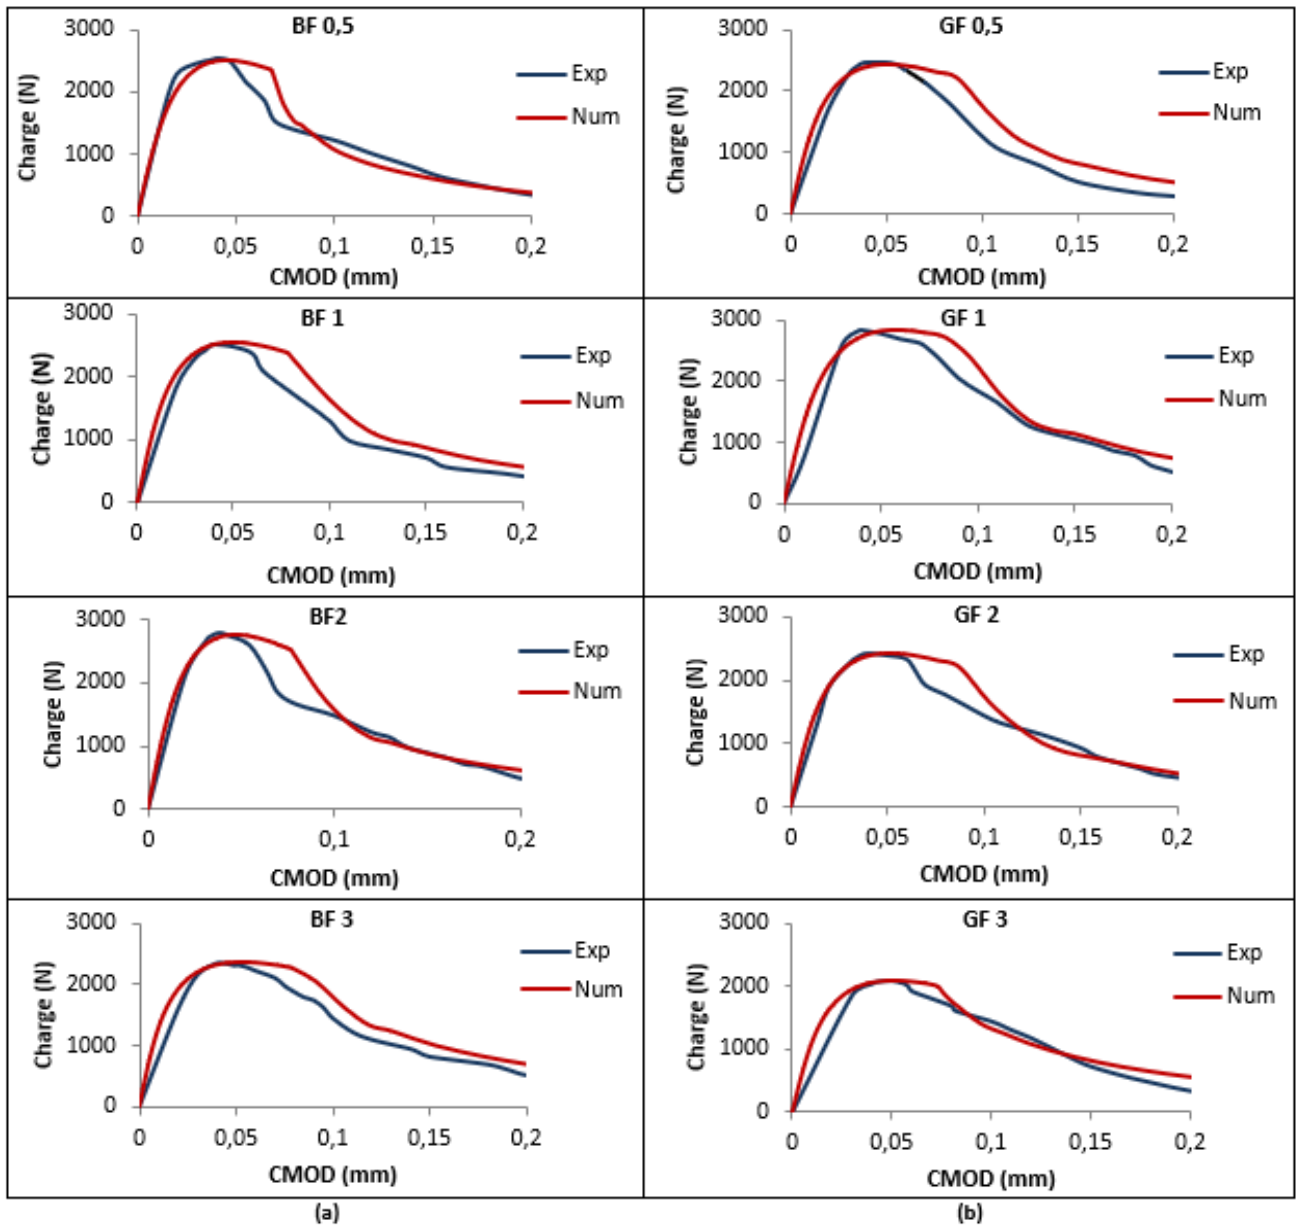 BF 0,5
3000
2000
1000
0
Charge (N)
Exp
Num
0 0,05 0,1 0,15 0,2
CMOD (mm)
GF 0,5
3000
2000
1000
0
Charge (N)
Exp
Num
0 0,05 0,1 0,15 0,2
CMOD (mm)
BF 1
3000
2000
1000
0
Charge (N)
Exp
Num
0 0,05 0,1 0,15 0,2
CMOD (mm)
GF 1
3000
2000
1000
0
Charge (N)
Exp
Num
0 0,05 0,1 0,15 0,2
CMOD (mm)
BF2
3000
2000
1000
0
Charge (N)
Exp
Num
0 0,1 0,2
CMOD (mm)
GF 2
3000
2000
1000
0
Charge (N)
Exp
Num
0 0,05 0,1 0,15 0,2
CMOD (mm)
BF 3
3000
2000
1000
0
Charge (N)
Exp
Num
0 0,05 0,1 0,15 0,2
CMOD (mm)
GF 3
3000
2000
1000
0
Charge (N)
Exp
Num
0 0,05 0,1 0,15 0,2
CMOD (mm)
(a)
(b)